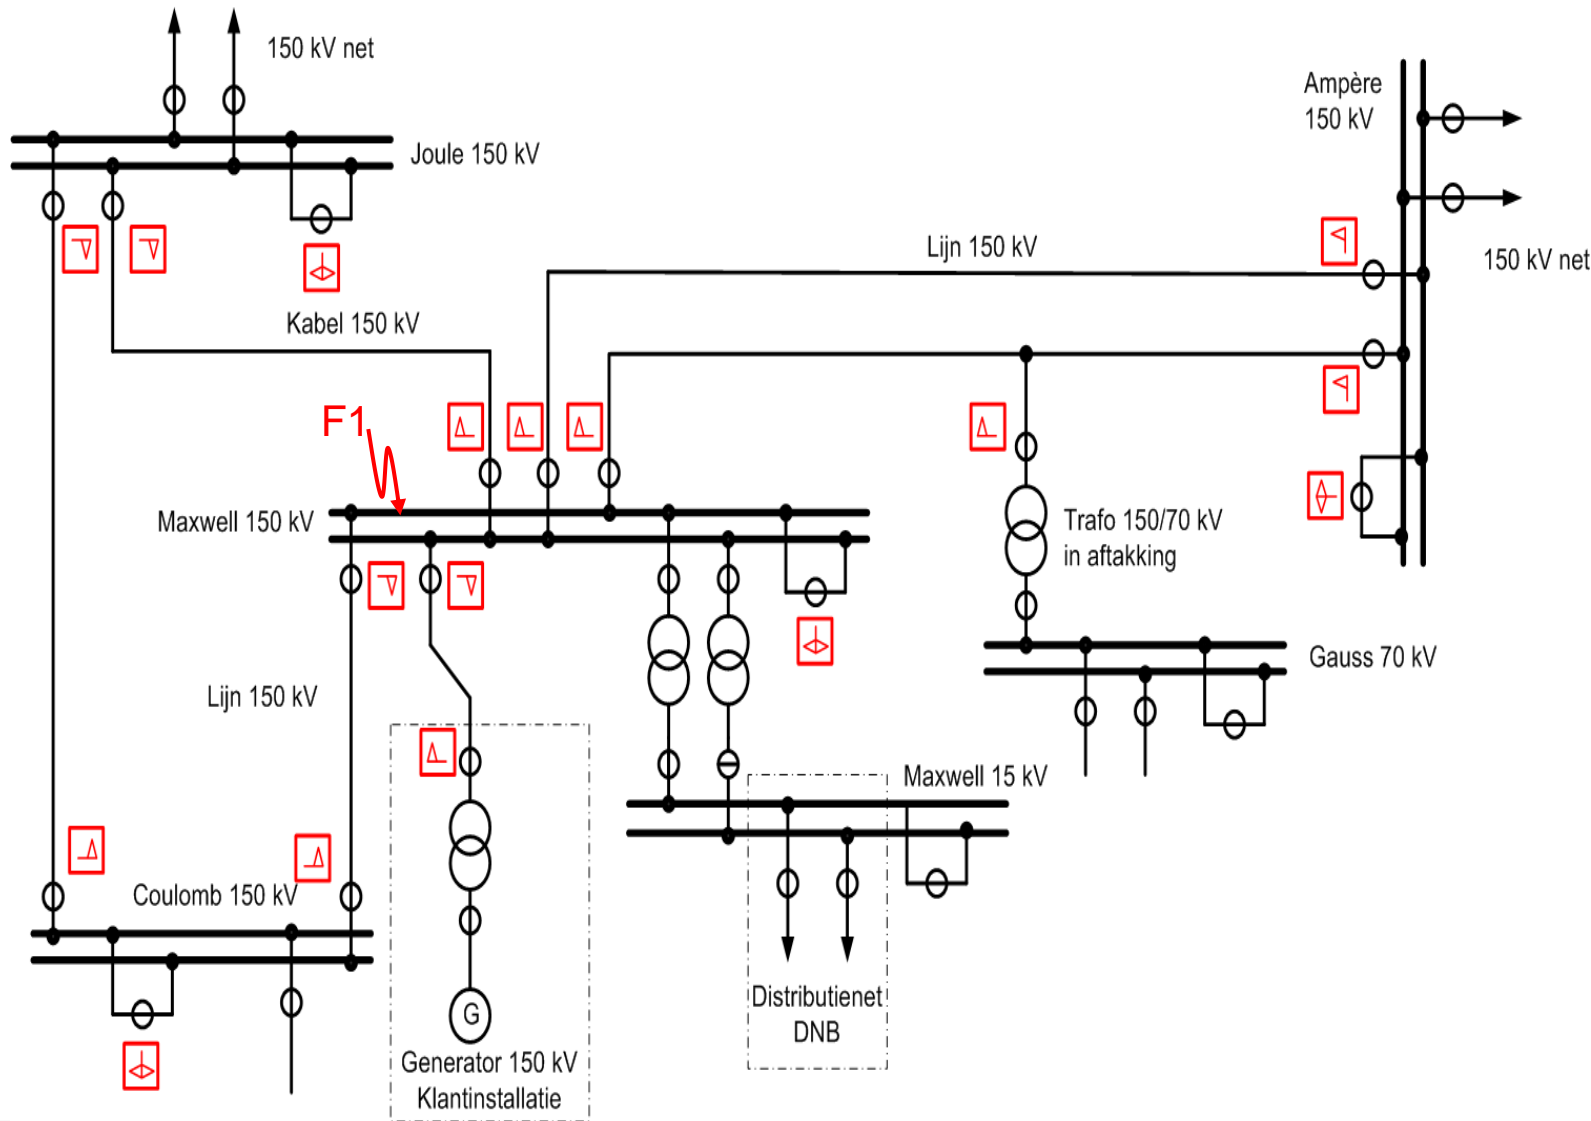 150 kV net
Joule 150 kV
Ampère
150 kV
150 kV net
Lijn 150 kV
Kabel 150 kV
F1
Maxwell 150 kV
Trafo 150/70 kV
in aftakking
Gauss 70 kV
Lijn 150 kV
Maxwell 15 kV
Coulomb 150 kV
G
Distributienet
DNB
Generator 150 kV
Klantinstallatie